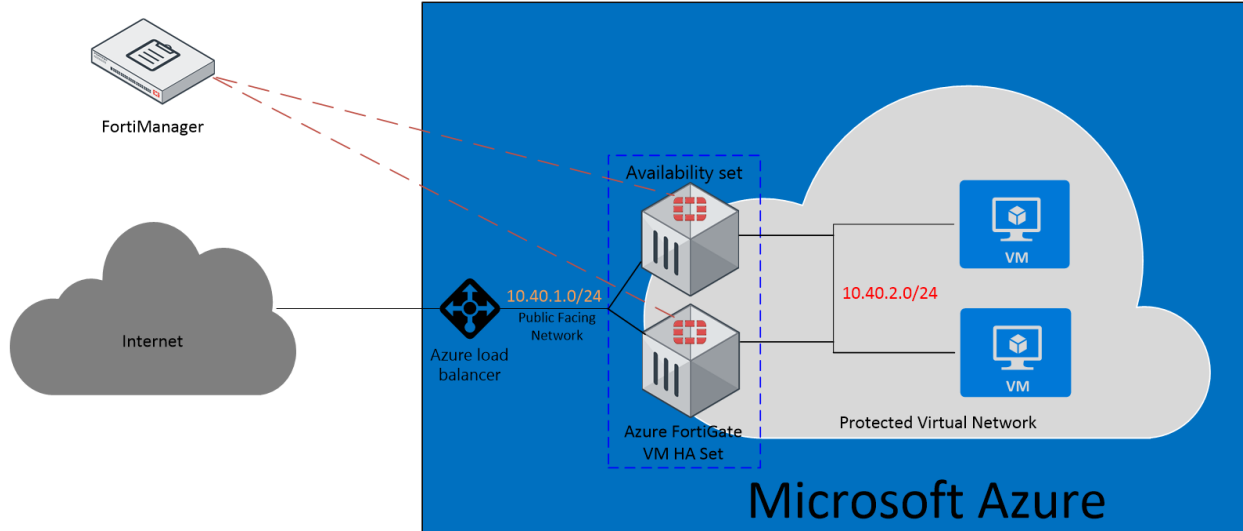 FortiManager
Internet
Azure load
balancer
10.40.1.0/24
Public Facing
Network
Availability set
Azure FortiGate
VM HA Set
10.40.2.0/24
VM
VM
Protected Virtual Network
Microsoft Azure